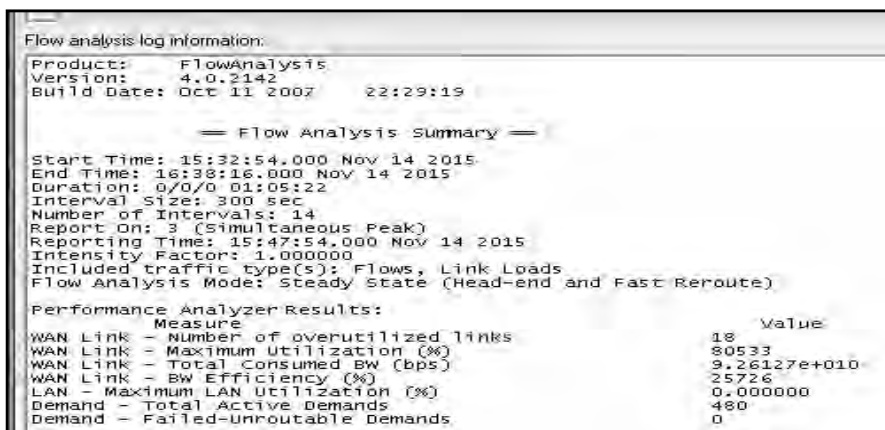 Flow analysis log information:
Product: FlowAnalysis
Version: 4.0.2142
Build Date: Oct 11 2007 22:29:19
== Flow Analysis Summary ==
Start Time: 15:32:54.000 Nov 14 2015
End Time: 16:38:16.000 Nov 14 2015
Duration: 0/0/0 01:05:22
Interval Size: 300 sec
Number of Intervals: 14
Report On: 3 (Simultaneous Peak)
Reporting Time: 15:47:54.000 Nov 14 2015
Intensity Factor: 1.000000
Included traffic type(s): Flows, Link Loads
Flow Analysis Mode: Steady State (Head-end and Fast Reroute)
Performance Analyzer Results:
Measure Value
WAN Link - Number of overutilized links 18
WAN Link - Maximum Utilization (%) 80533
WAN Link - Total Consumed BW (bps) 9.26127e+010
WAN Link - BW Efficiency (%) 25726
LAN - Maximum LAN Utilization (%) 0.000000
Demand - Total Active Demands 480
Demand - Failed-Unroutable Demands 0